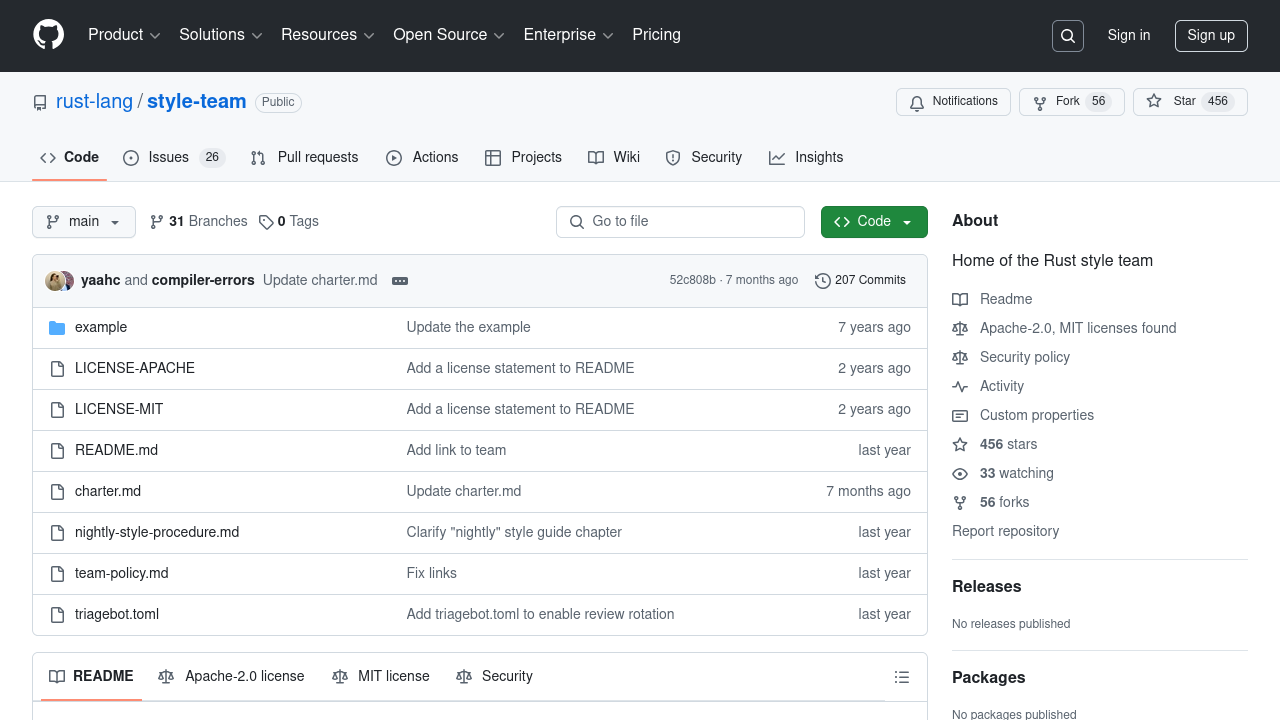 Product Solutions Resources Open Source Enterprise Pricing Sign in Sign up
rust-lang / style-team Public Notifications Fork 56 Star 456
Code Issues 26 Pull requests Actions Projects Wiki Security Insights
main 31 Branches 0 Tags Go to file Code
yaahc and compiler-errors Update charter.md 52c808b · 7 months ago 207 Commits
example Update the example 7 years ago
LICENSE-APACHE Add a license statement to README 2 years ago
LICENSE-MIT Add a license statement to README 2 years ago
README.md Add link to team last year
charter.md Update charter.md 7 months ago
nightly-style-procedure.md Clarify "nightly" style guide chapter last year
team-policy.md Fix links last year
triagebot.toml Add triagebot.toml to enable review rotation last year
README Apache-2.0 license MIT license Security
About
Home of the Rust style team
Readme
Apache-2.0, MIT licenses found
Security policy
Activity
Custom properties
456 stars
33 watching
56 forks
Report repository
Releases
No releases published
Packages
No packages published